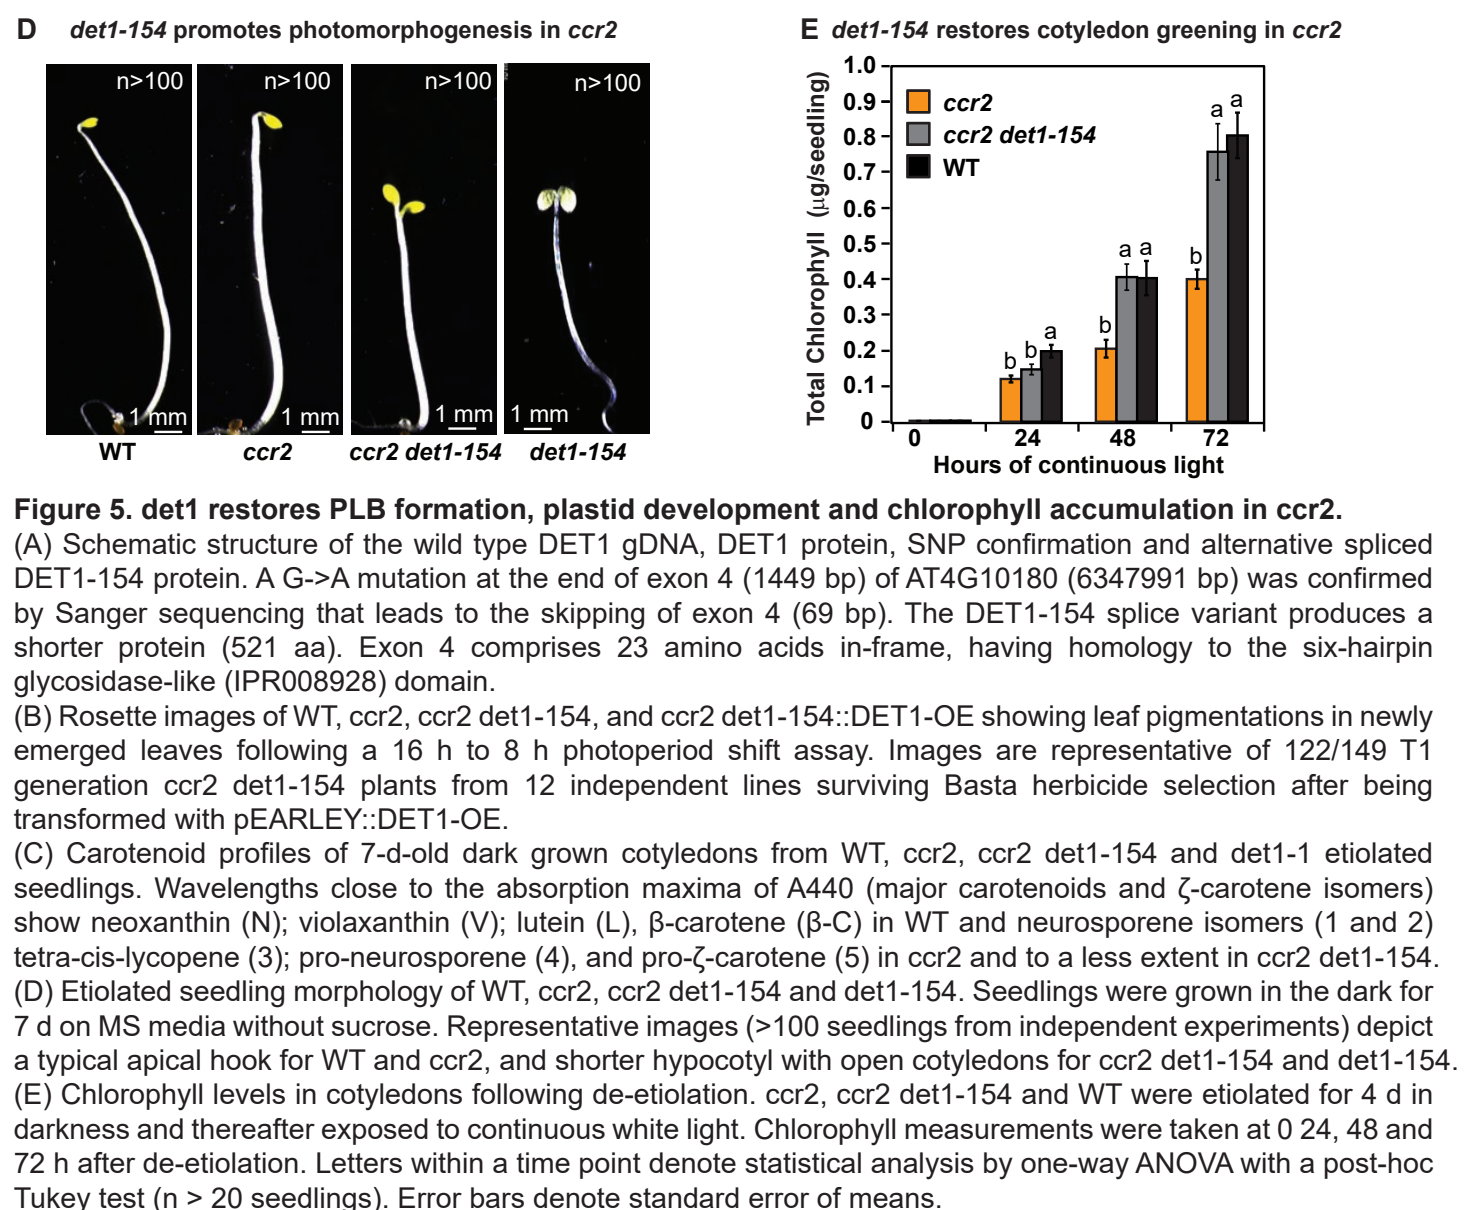 D det1-154 promotes photomorphogenesis in ccr2
n>100
n>100
n>100
n>100
1 mm
1 mm
1 mm
1 mm
WT
ccr2
ccr2 det1-154
det1-154
E det1-154 restores cotyledon greening in ccr2
Total Chlorophyll (µg/seedling)
1.0
0.9
0.8
0.7
0.6
0.5
0.4
0.3
0.2
0.1
0
ccr2
ccr2 det1-154
WT
b b a
b a a
b a a
0 24 48 72
Hours of continuous light
Figure 5. det1 restores PLB formation, plastid development and chlorophyll accumulation in ccr2.
(A) Schematic structure of the wild type DET1 gDNA, DET1 protein, SNP confirmation and alternative spliced
DET1-154 protein. A G->A mutation at the end of exon 4 (1449 bp) of AT4G10180 (6347991 bp) was confirmed
by Sanger sequencing that leads to the skipping of exon 4 (69 bp). The DET1-154 splice variant produces a
shorter protein (521 aa). Exon 4 comprises 23 amino acids in-frame, having homology to the six-hairpin
glycosidase-like (IPR008928) domain.
(B) Rosette images of WT, ccr2, ccr2 det1-154, and ccr2 det1-154::DET1-OE showing leaf pigmentations in newly
emerged leaves following a 16 h to 8 h photoperiod shift assay. Images are representative of 122/149 T1
generation ccr2 det1-154 plants from 12 independent lines surviving Basta herbicide selection after being
transformed with pEARLEY::DET1-OE.
(C) Carotenoid profiles of 7-d-old dark grown cotyledons from WT, ccr2, ccr2 det1-154 and det1-1 etiolated
seedlings. Wavelengths close to the absorption maxima of A440 (major carotenoids and ζ-carotene isomers)
show neoxanthin (N); violaxanthin (V); lutein (L), β-carotene (β-C) in WT and neurosporene isomers (1 and 2)
tetra-cis-lycopene (3); pro-neurosporene (4), and pro-ζ-carotene (5) in ccr2 and to a less extent in ccr2 det1-154.
(D) Etiolated seedling morphology of WT, ccr2, ccr2 det1-154 and det1-154. Seedlings were grown in the dark for
7 d on MS media without sucrose. Representative images (>100 seedlings from independent experiments) depict
a typical apical hook for WT and ccr2, and shorter hypocotyl with open cotyledons for ccr2 det1-154 and det1-154.
(E) Chlorophyll levels in cotyledons following de-etiolation. ccr2, ccr2 det1-154 and WT were etiolated for 4 d in
darkness and thereafter exposed to continuous white light. Chlorophyll measurements were taken at 0 24, 48 and
72 h after de-etiolation. Letters within a time point denote statistical analysis by one-way ANOVA with a post-hoc
Tukey test (n > 20 seedlings). Error bars denote standard error of means.